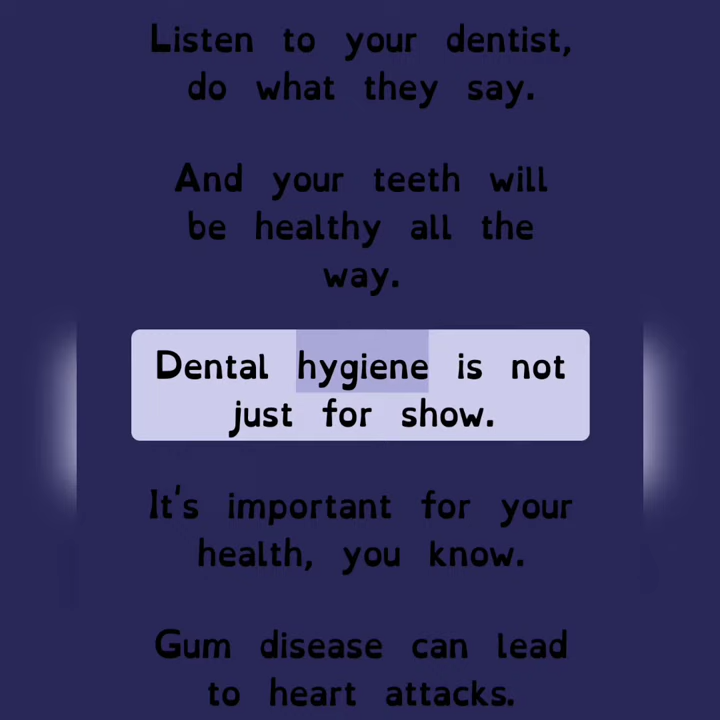 Listen to your dentist,
do what they say.
And your teeth will
be healthy all the
way.
Dental hygiene is not
just for show.
It's important for your
health, you know.
Gum disease can lead
to heart attacks.